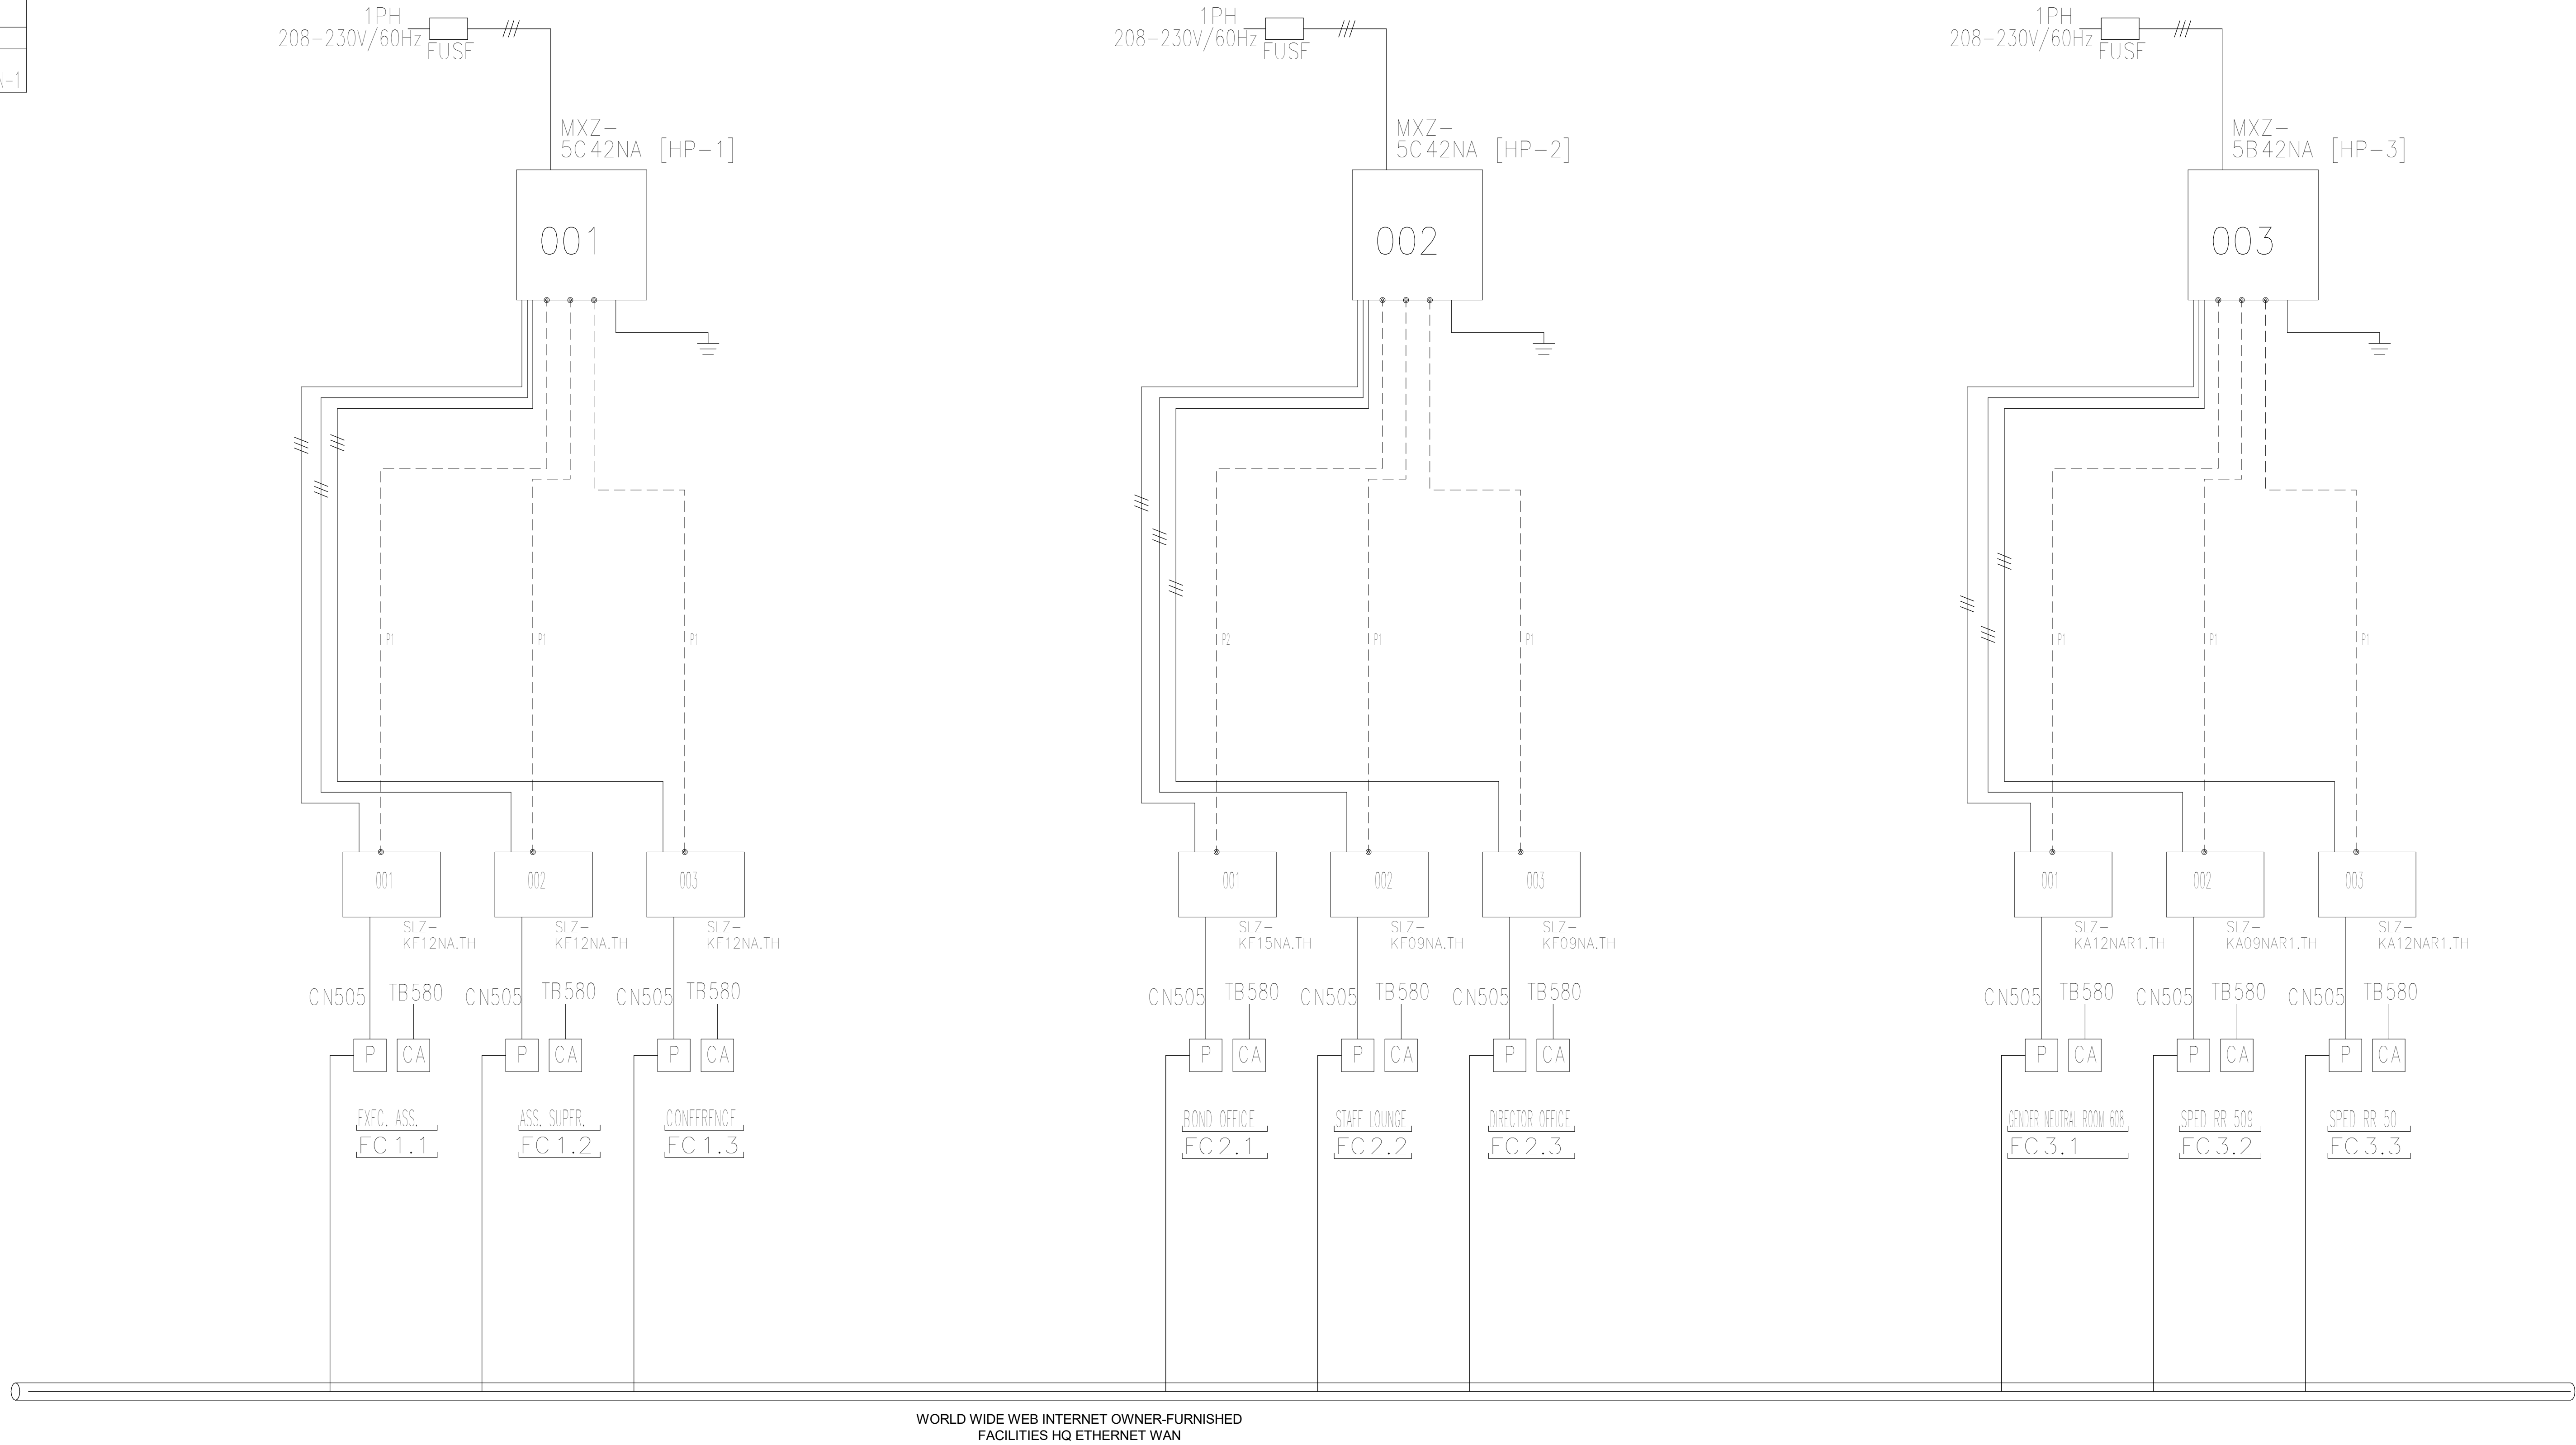 N-1
1PH
208-230V/60Hz
FUSE
MXZ-
5C42NA [HP-1]
001
P1
P1
P1
001
002
003
SLZ-
KF12NA.TH
SLZ-
KF12NA.TH
SLZ-
KF12NA.TH
CN505
TB580
CN505
TB580
CN505
TB580
P
CA
P
CA
P
CA
EXEC. ASS.
FC1.1
ASS. SUPER.
FC1.2
CONFERENCE
FC1.3
1PH
208-230V/60Hz
FUSE
MXZ-
5C42NA [HP-2]
002
P2
P1
P1
001
002
003
SLZ-
KF15NA.TH
SLZ-
KF09NA.TH
SLZ-
KF09NA.TH
CN505
TB580
CN505
TB580
CN505
TB580
P
CA
P
CA
P
CA
BOND OFFICE
FC2.1
STAFF LOUNGE
FC2.2
DIRECTOR OFFICE
FC2.3
1PH
208-230V/60Hz
FUSE
MXZ-
5B42NA [HP-3]
003
P1
P1
P1
001
002
003
SLZ-
KA12NAR1.TH
SLZ-
KA09NAR1.TH
SLZ-
KA12NAR1.TH
CN505
TB580
CN505
TB580
CN505
TB580
P
CA
P
CA
P
CA
GENDER NEUTRAL ROOM 608
FC3.1
SPED RR 509
FC3.2
SPED RR 50
FC3.3
WORLD WIDE WEB INTERNET OWNER-FURNISHED
FACILITIES HQ ETHERNET WAN